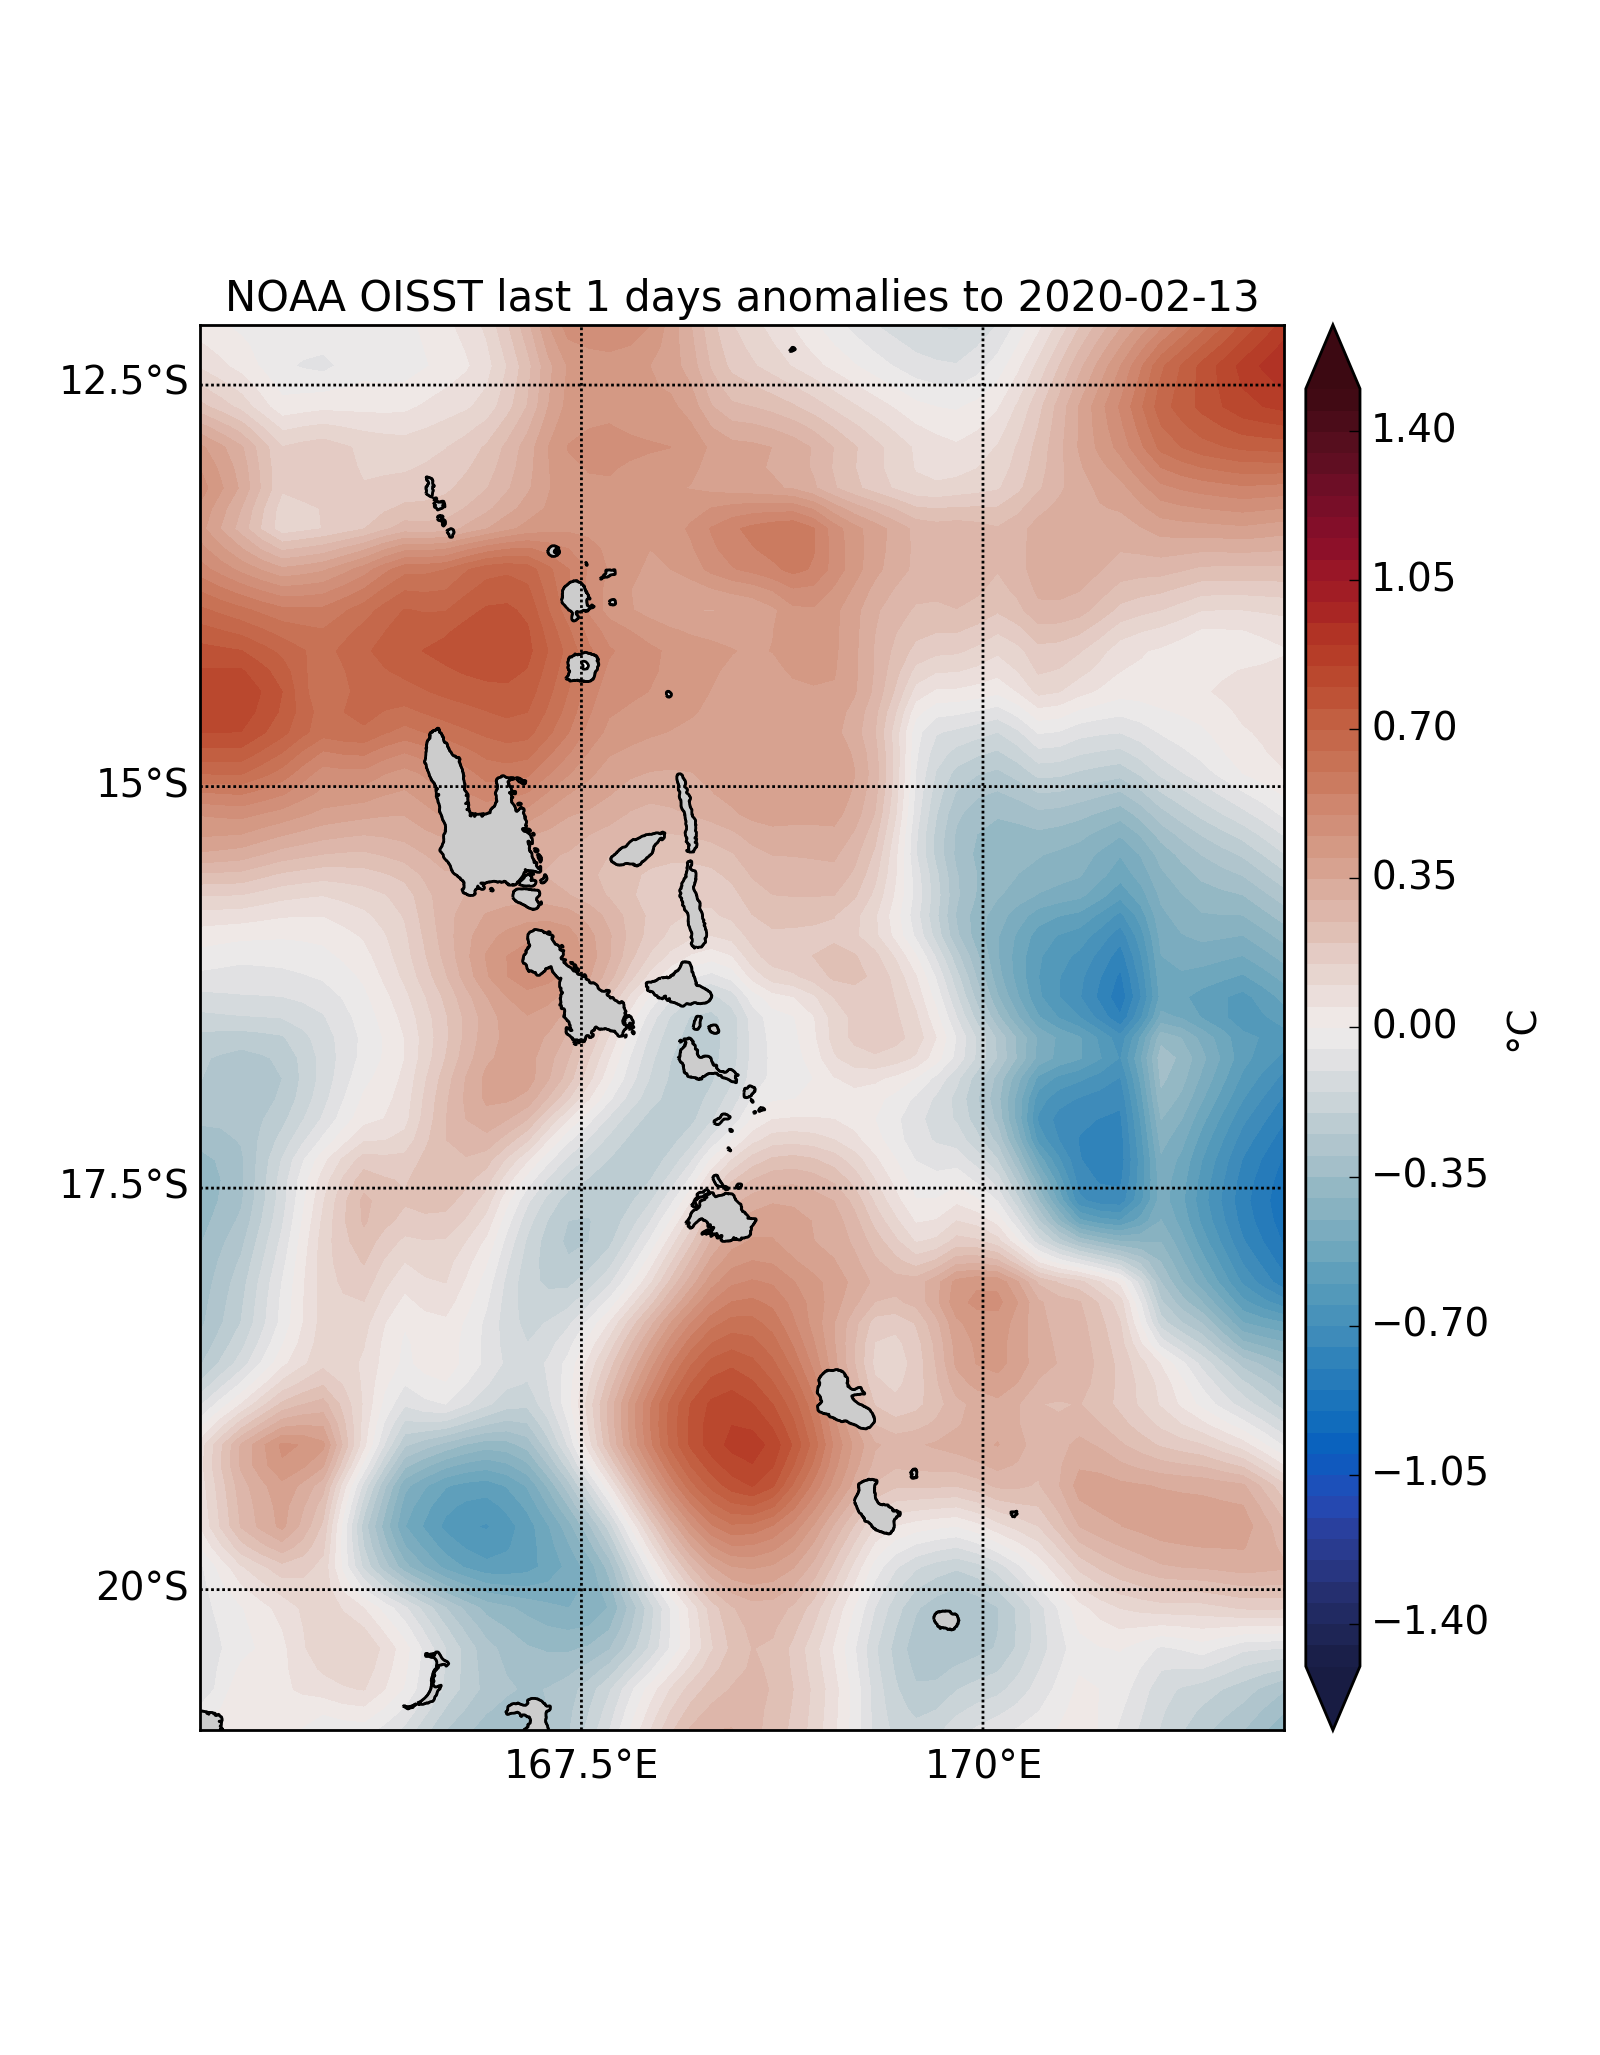 NOAA OISST last 1 days anomalies to 2020-02-13
12.5°S
15°S
17.5°S
20°S
167.5°E
170°E
1.40
1.05
0.70
0.35
0.00
−0.35
−0.70
−1.05
−1.40
°C